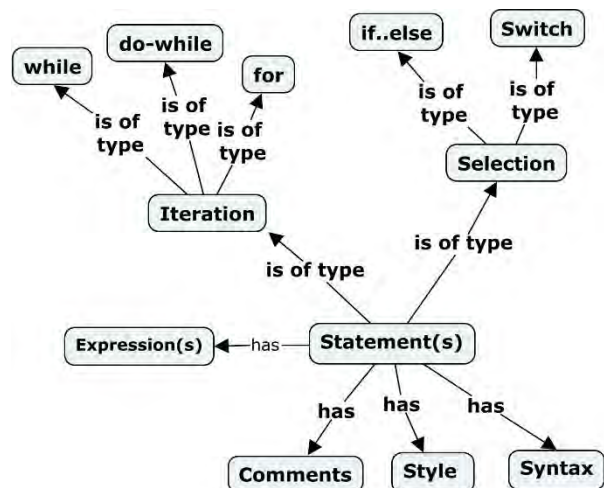 do-while
while
for
if..else
Switch
is of
type
is of
type
is of
type
is of
type
is of
type
Iteration
Selection
is of type
is of type
Expression(s)
has
Statement(s)
has
has
has
Comments
Style
Syntax